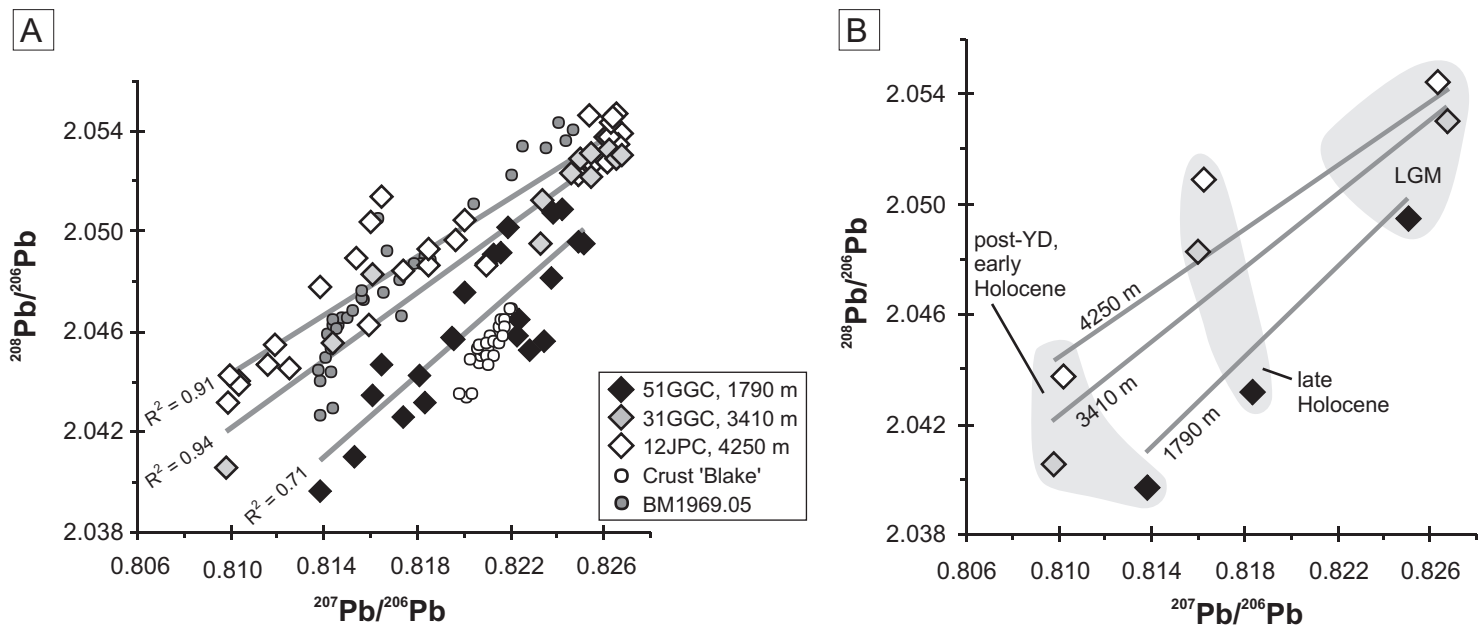 A
2.054
2.050
2.046
2.042
2.038
²⁰⁸Pb/²⁰⁶Pb
R² = 0.91
R² = 0.94
R² = 0.71
51GGC, 1790 m
31GGC, 3410 m
12JPC, 4250 m
Crust 'Blake'
BM1969.05
0.806 0.810 0.814 0.818 0.822 0.826
²⁰⁷Pb/²⁰⁶Pb
B
2.054
2.050
2.046
2.042
2.038
²⁰⁸Pb/²⁰⁶Pb
LGM
post-YD,
early
Holocene
4250 m
3410 m
1790 m
late
Holocene
0.806 0.810 0.814 0.818 0.822 0.826
²⁰⁷Pb/²⁰⁶Pb